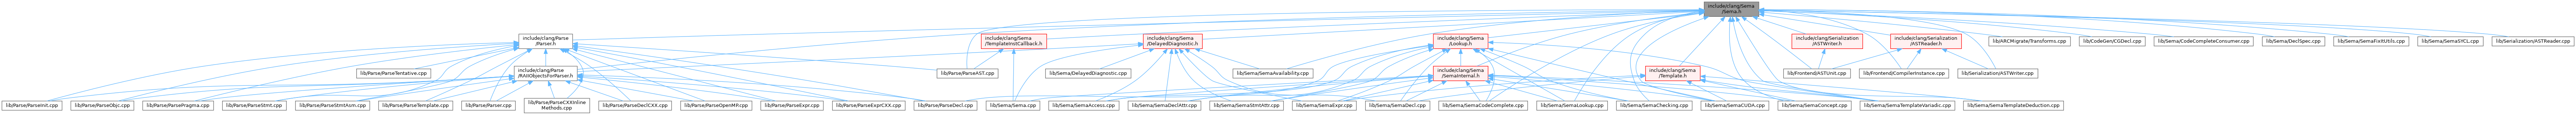 include/clang/Sema
/Sema.h
include/clang/Parse
/Parser.h
include/clang/Sema
/TemplateInstCallback.h
include/clang/Sema
/DelayedDiagnostic.h
include/clang/Sema
/Lookup.h
include/clang/Serialization
/ASTWriter.h
include/clang/Serialization
/ASTReader.h
lib/ARCMigrate/Transforms.cpp
lib/CodeGen/CGDecl.cpp
lib/Sema/CodeCompleteConsumer.cpp
lib/Sema/DeclSpec.cpp
lib/Sema/SemaFixItUtils.cpp
lib/Sema/SemaSYCL.cpp
lib/Serialization/ASTReader.cpp
lib/Parse/ParseTentative.cpp
include/clang/Parse
/RAIIObjectsForParser.h
lib/Parse/ParseAST.cpp
lib/Sema/DelayedDiagnostic.cpp
lib/Sema/SemaAvailability.cpp
include/clang/Sema
/SemaInternal.h
include/clang/Sema
/Template.h
lib/Frontend/ASTUnit.cpp
lib/Frontend/CompilerInstance.cpp
lib/Serialization/ASTWriter.cpp
lib/Parse/ParseInit.cpp
lib/Parse/ParseObjc.cpp
lib/Parse/ParsePragma.cpp
lib/Parse/ParseStmt.cpp
lib/Parse/ParseStmtAsm.cpp
lib/Parse/ParseTemplate.cpp
lib/Parse/Parser.cpp
lib/Parse/ParseCXXInline
Methods.cpp
lib/Parse/ParseDeclCXX.cpp
lib/Parse/ParseOpenMP.cpp
lib/Parse/ParseExpr.cpp
lib/Parse/ParseExprCXX.cpp
lib/Parse/ParseDecl.cpp
lib/Sema/Sema.cpp
lib/Sema/SemaAccess.cpp
lib/Sema/SemaDeclAttr.cpp
lib/Sema/SemaStmtAttr.cpp
lib/Sema/SemaExpr.cpp
lib/Sema/SemaDecl.cpp
lib/Sema/SemaCodeComplete.cpp
lib/Sema/SemaLookup.cpp
lib/Sema/SemaChecking.cpp
lib/Sema/SemaCUDA.cpp
lib/Sema/SemaConcept.cpp
lib/Sema/SemaTemplateVariadic.cpp
lib/Sema/SemaTemplateDeduction.cpp